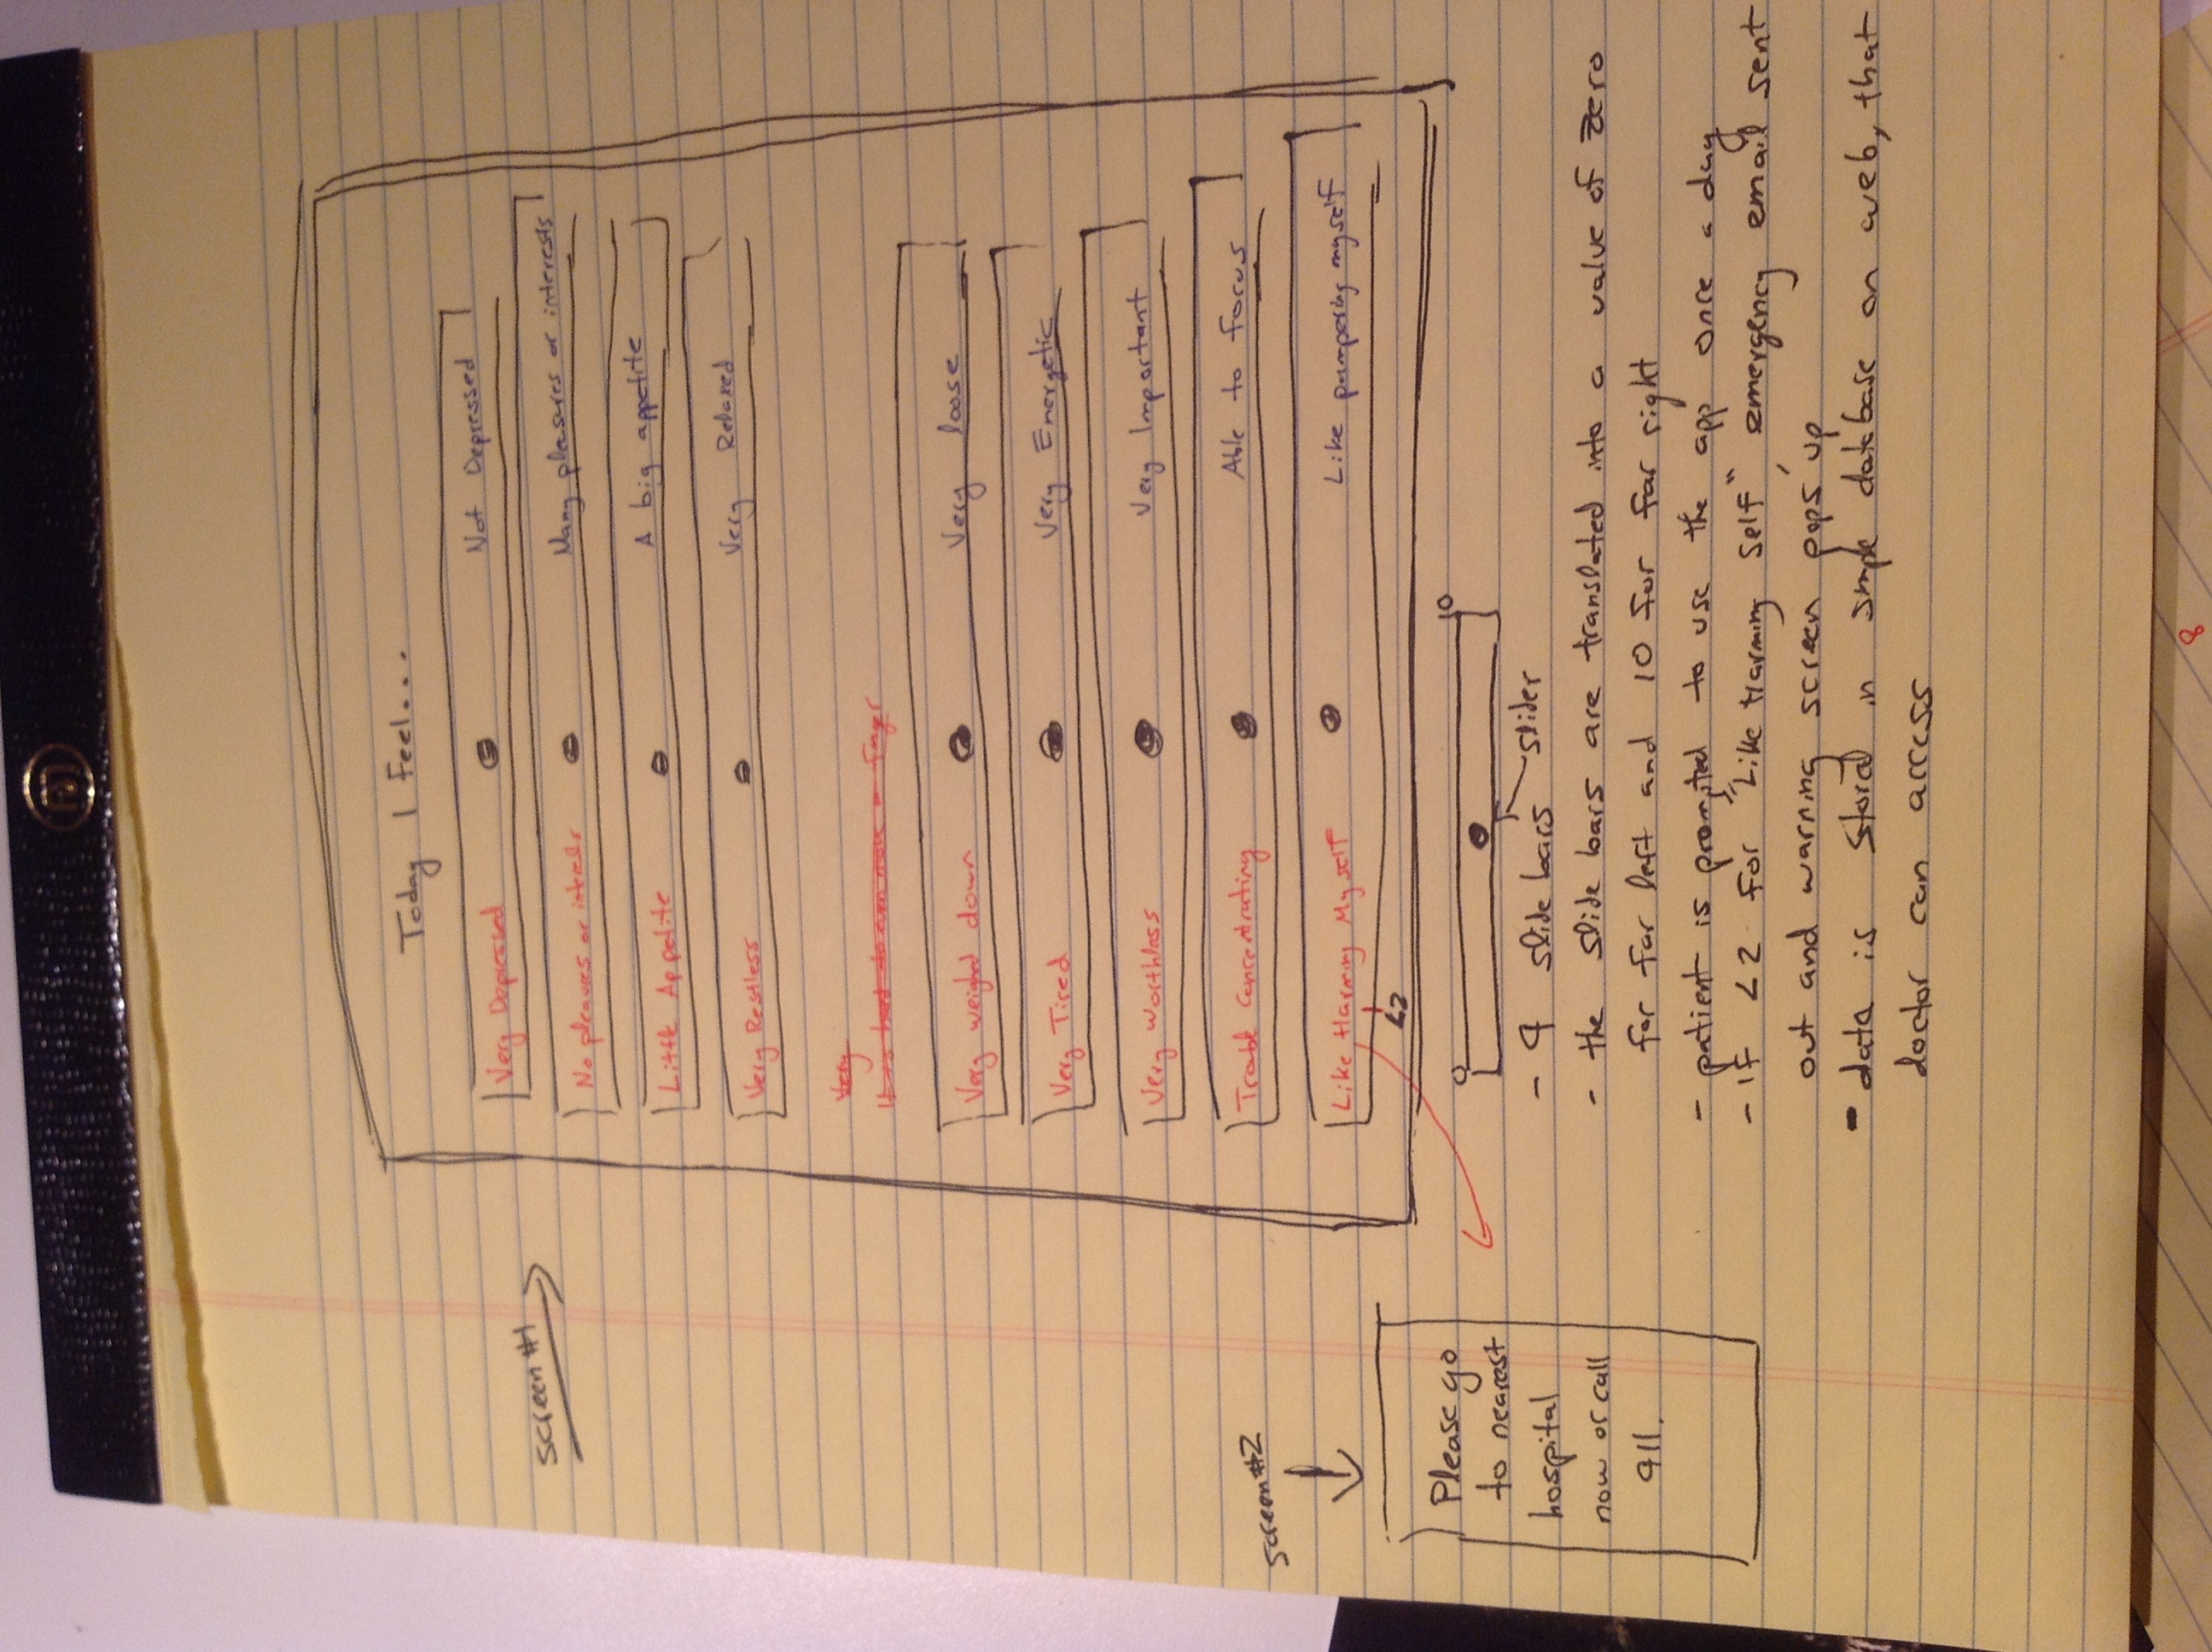 Today I Feel...
Very Depressed Not Depressed
Screen #1
No pleaures or interests Many pleasures or interests
Little Appetite A big appetite
Very Restless Very Relaxed
Very
It is hard to even move a finger
Very weighed down Very loose
Very Tired Very Energetic
Very Worthless Very Important
Trouble Concentrating Able to focus
Screen #2
Like Harming Myself Like pampering myself
<2
Please go
to nearest
hospital
now or call
911.
0 10
slider
- 9 slide bars
- the slide bars are translated into a value of zero
for far left and 10 for far right
- patient is prompted to use the app once a day
- If <2 for "Like Harming Self", emergency email sent
out and warning screen pops up
- data is stored in simple database on web, that
doctor can access
8